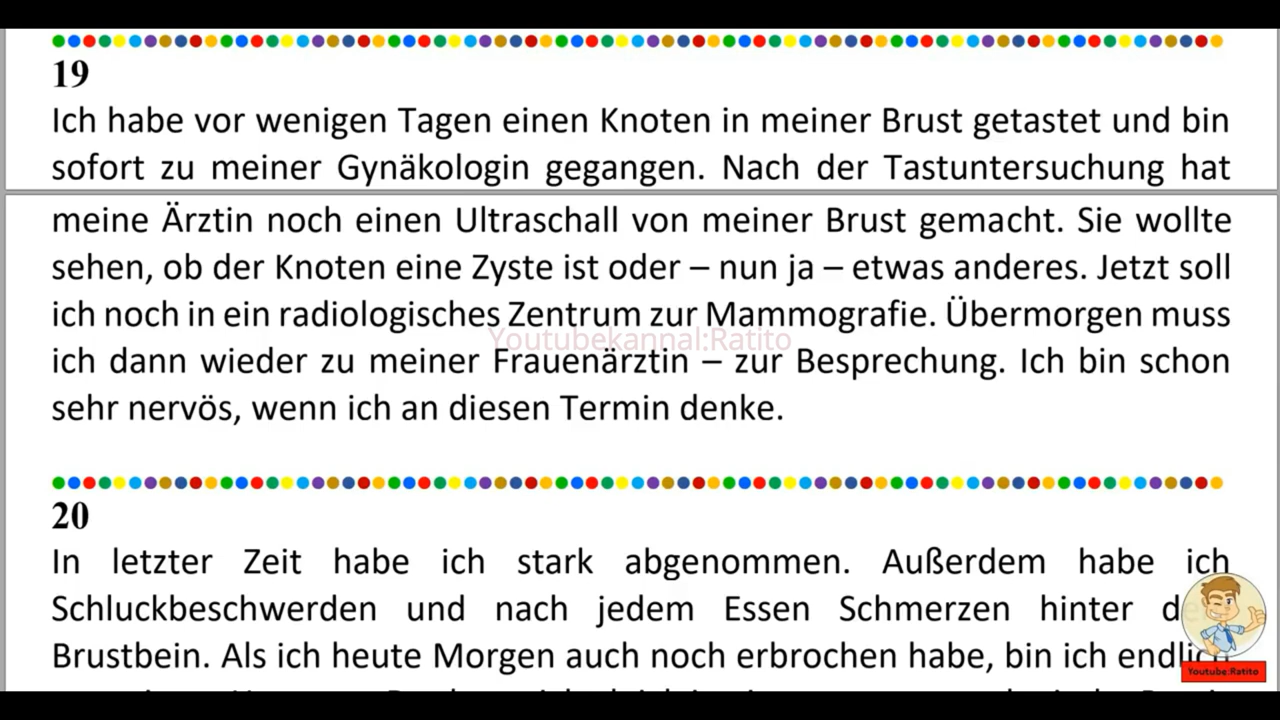 19
Ich habe vor wenigen Tagen einen Knoten in meiner Brust getastet und bin
sofort zu meiner Gynäkologin gegangen. Nach der Tastuntersuchung hat
meine Ärztin noch einen Ultraschall von meiner Brust gemacht. Sie wollte
sehen, ob der Knoten eine Zyste ist oder – nun ja – etwas anderes. Jetzt soll
ich noch in ein radiologisches Zentrum zur Mammografie. Übermorgen muss
Youtubekannal:Ratito
ich dann wieder zu meiner Frauenärztin – zur Besprechung. Ich bin schon
sehr nervös, wenn ich an diesen Termin denke.
20
In letzter Zeit habe ich stark abgenommen. Außerdem habe ich
Schluckbeschwerden und nach jedem Essen Schmerzen hinter
Brustbein. Als ich heute Morgen auch noch erbrochen habe, bin ich endlich
Youtube:Ratito